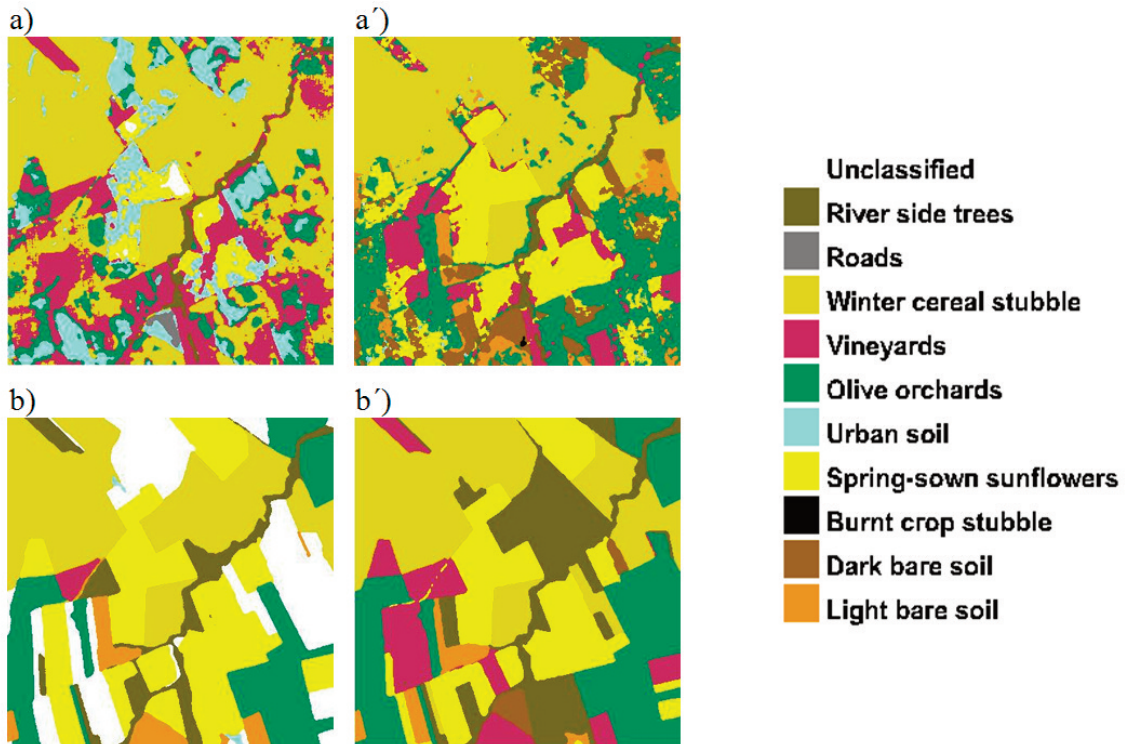 a)
a´)
b)
b´)
Unclassified
River side trees
Roads
Winter cereal stubble
Vineyards
Olive orchards
Urban soil
Spring-sown sunflowers
Burnt crop stubble
Dark bare soil
Light bare soil